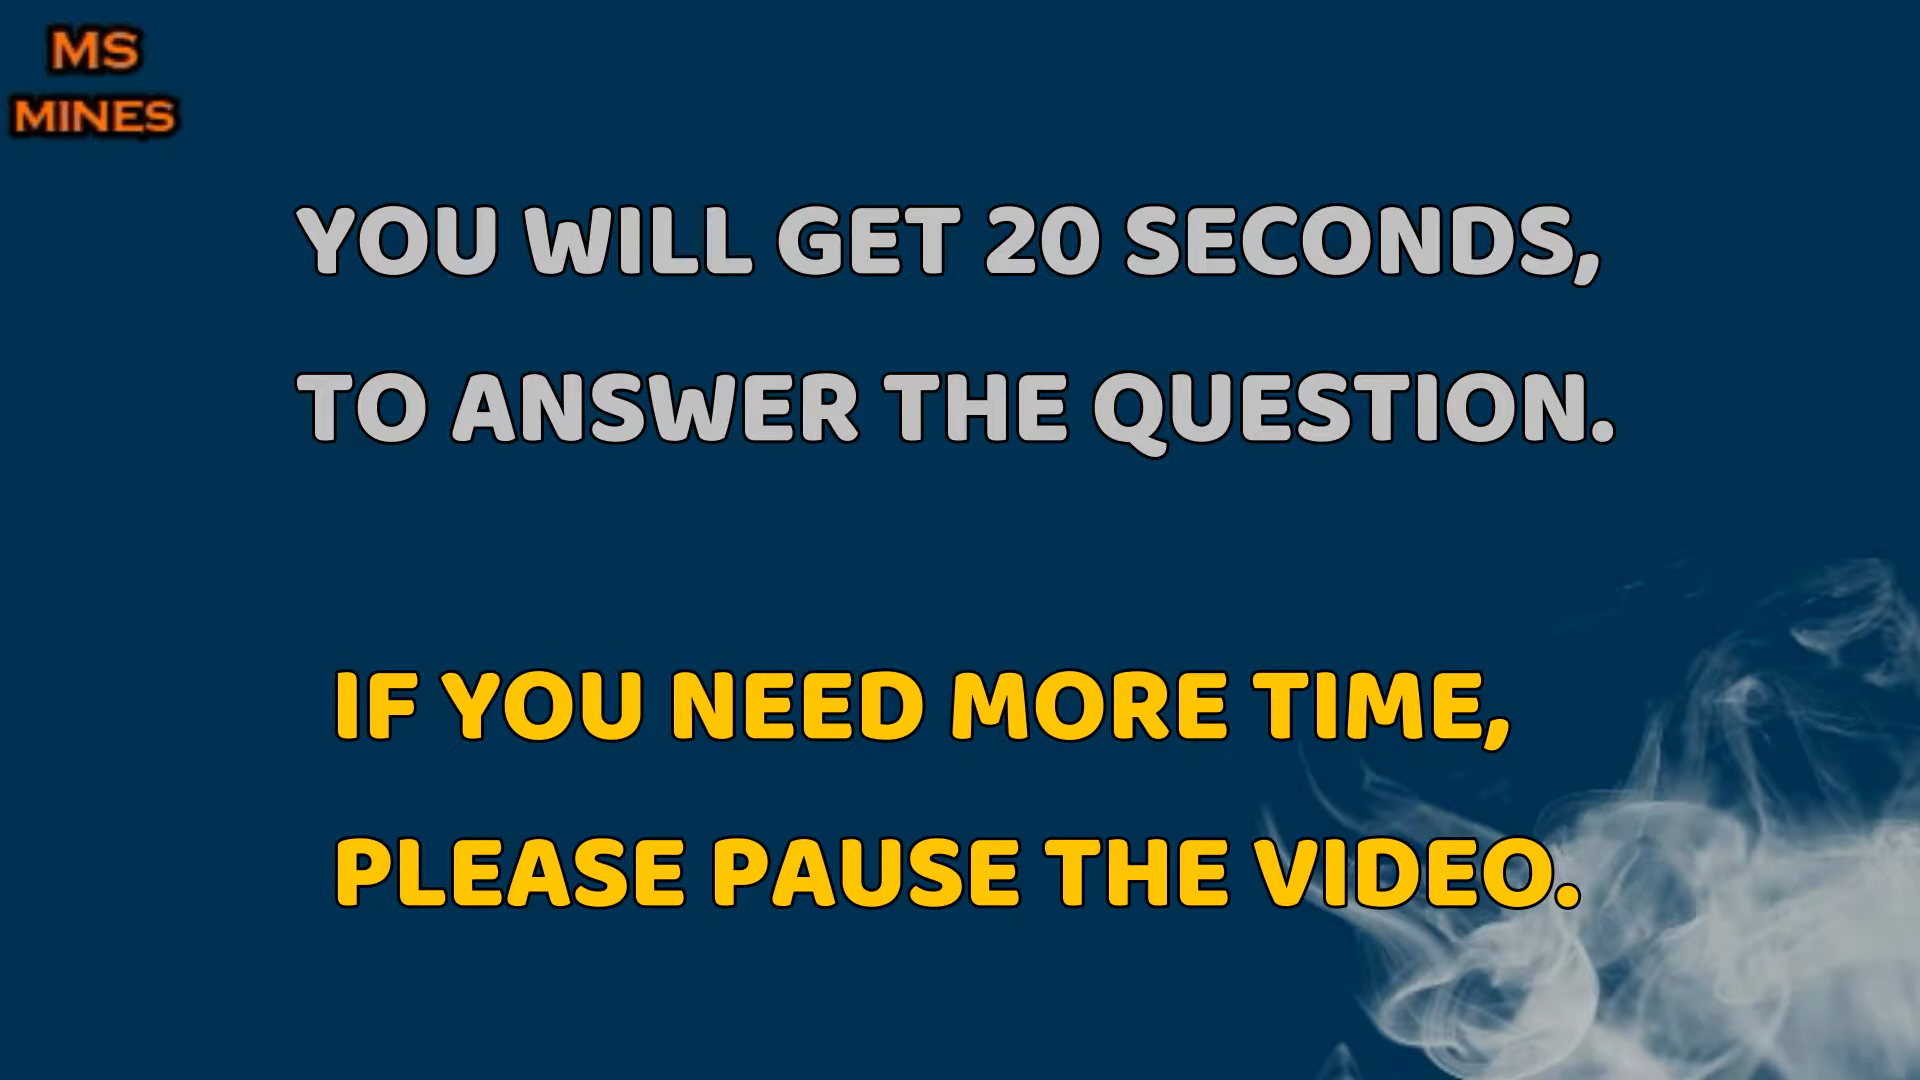 MS
MINES
YOU WILL GET 20 SECONDS,
TO ANSWER THE QUESTION.
IF YOU NEED MORE TIME,
PLEASE PAUSE THE VIDEO.